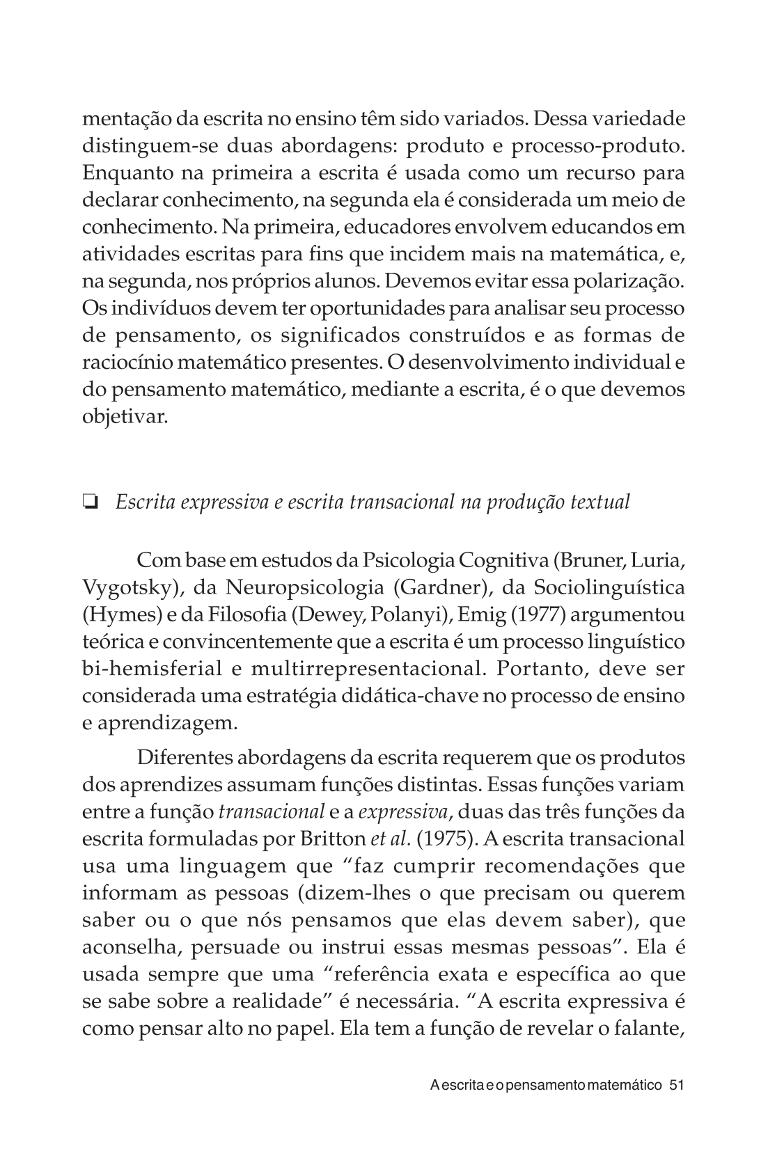 mentação da escrita no ensino têm sido variados. Dessa variedade
distinguem-se duas abordagens: produto e processo-produto.
Enquanto na primeira a escrita é usada como um recurso para
declarar conhecimento, na segunda ela é considerada um meio de
conhecimento. Na primeira, educadores envolvem educandos em
atividades escritas para fins que incidem mais na matemática, e,
na segunda, nos próprios alunos. Devemos evitar essa polarização.
Os indivíduos devem ter oportunidades para analisar seu processo
de pensamento, os significados construídos e as formas de
raciocínio matemático presentes. O desenvolvimento individual e
do pensamento matemático, mediante a escrita, é o que devemos
objetivar.
❏ Escrita expressiva e escrita transacional na produção textual
Com base em estudos da Psicologia Cognitiva (Bruner, Luria,
Vygotsky), da Neuropsicologia (Gardner), da Sociolinguística
(Hymes) e da Filosofia (Dewey, Polanyi), Emig (1977) argumentou
teórica e convincentemente que a escrita é um processo linguístico
bi-hemisferial e multirrepresentacional. Portanto, deve ser
considerada uma estratégia didática-chave no processo de ensino
e aprendizagem.
Diferentes abordagens da escrita requerem que os produtos
dos aprendizes assumam funções distintas. Essas funções variam
entre a função transacional e a expressiva, duas das três funções da
escrita formuladas por Britton et al. (1975). A escrita transacional
usa uma linguagem que “faz cumprir recomendações que
informam as pessoas (dizem-lhes o que precisam ou querem
saber ou o que nós pensamos que elas devem saber), que
aconselha, persuade ou instrui essas mesmas pessoas”. Ela é
usada sempre que uma “referência exata e específica ao que
se sabe sobre a realidade” é necessária. “A escrita expressiva é
como pensar alto no papel. Ela tem a função de revelar o falante,
A escrita e o pensamento matemático 51